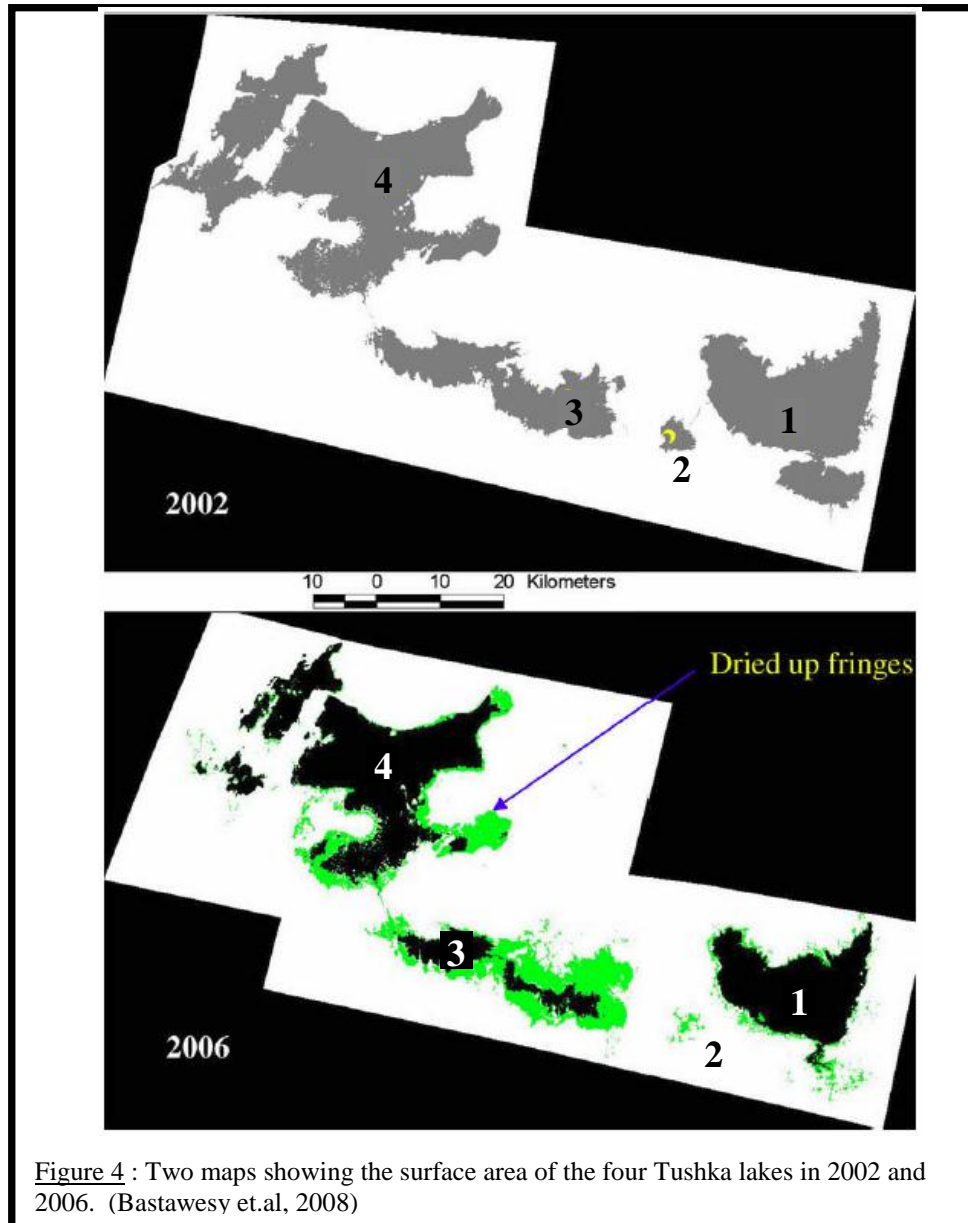 4
3
1
2
2002
10 0 10 20 Kilometers
Dried up fringes
4
3
1
2
2006
Figure 4 : Two maps showing the surface area of the four Tushka lakes in 2002 and
2006. (Bastawesy et.al, 2008)